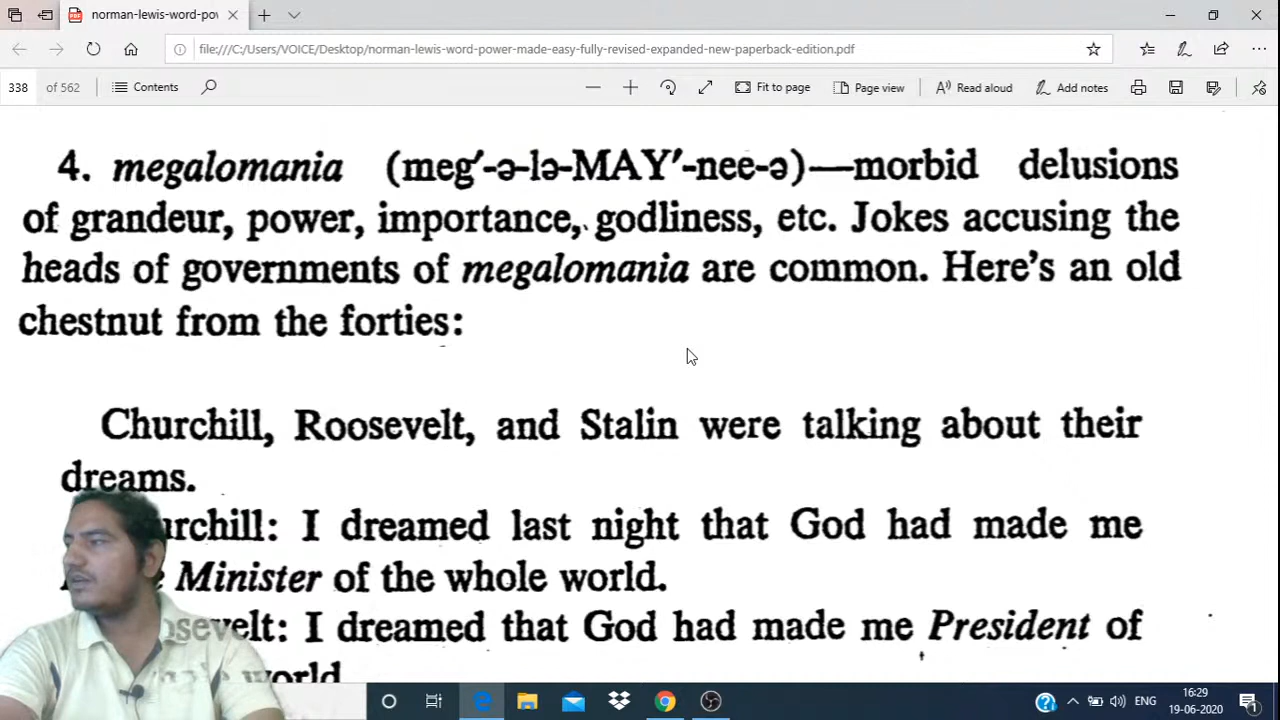 norman-lewis-word-pov
file:///C:/Users/VOICE/Desktop/norman-lewis-word-power-made-easy-fully-revised-expanded-new-paperback-edition.pdf
338 of 562 Contents Fit to page Page view Read aloud Add notes
4. megalomania (meg′-ə-lə-MAY′-nee-ə)—morbid delusions
of grandeur, power, importance, godliness, etc. Jokes accusing the
heads of governments of megalomania are common. Here's an old
chestnut from the forties:
Churchill, Roosevelt, and Stalin were talking about their
dreams.
urchill: I dreamed last night that God had made me
Minister of the whole world.
sevelt: I dreamed that God had made me President of
world.
ENG
16:29
19-06-2020